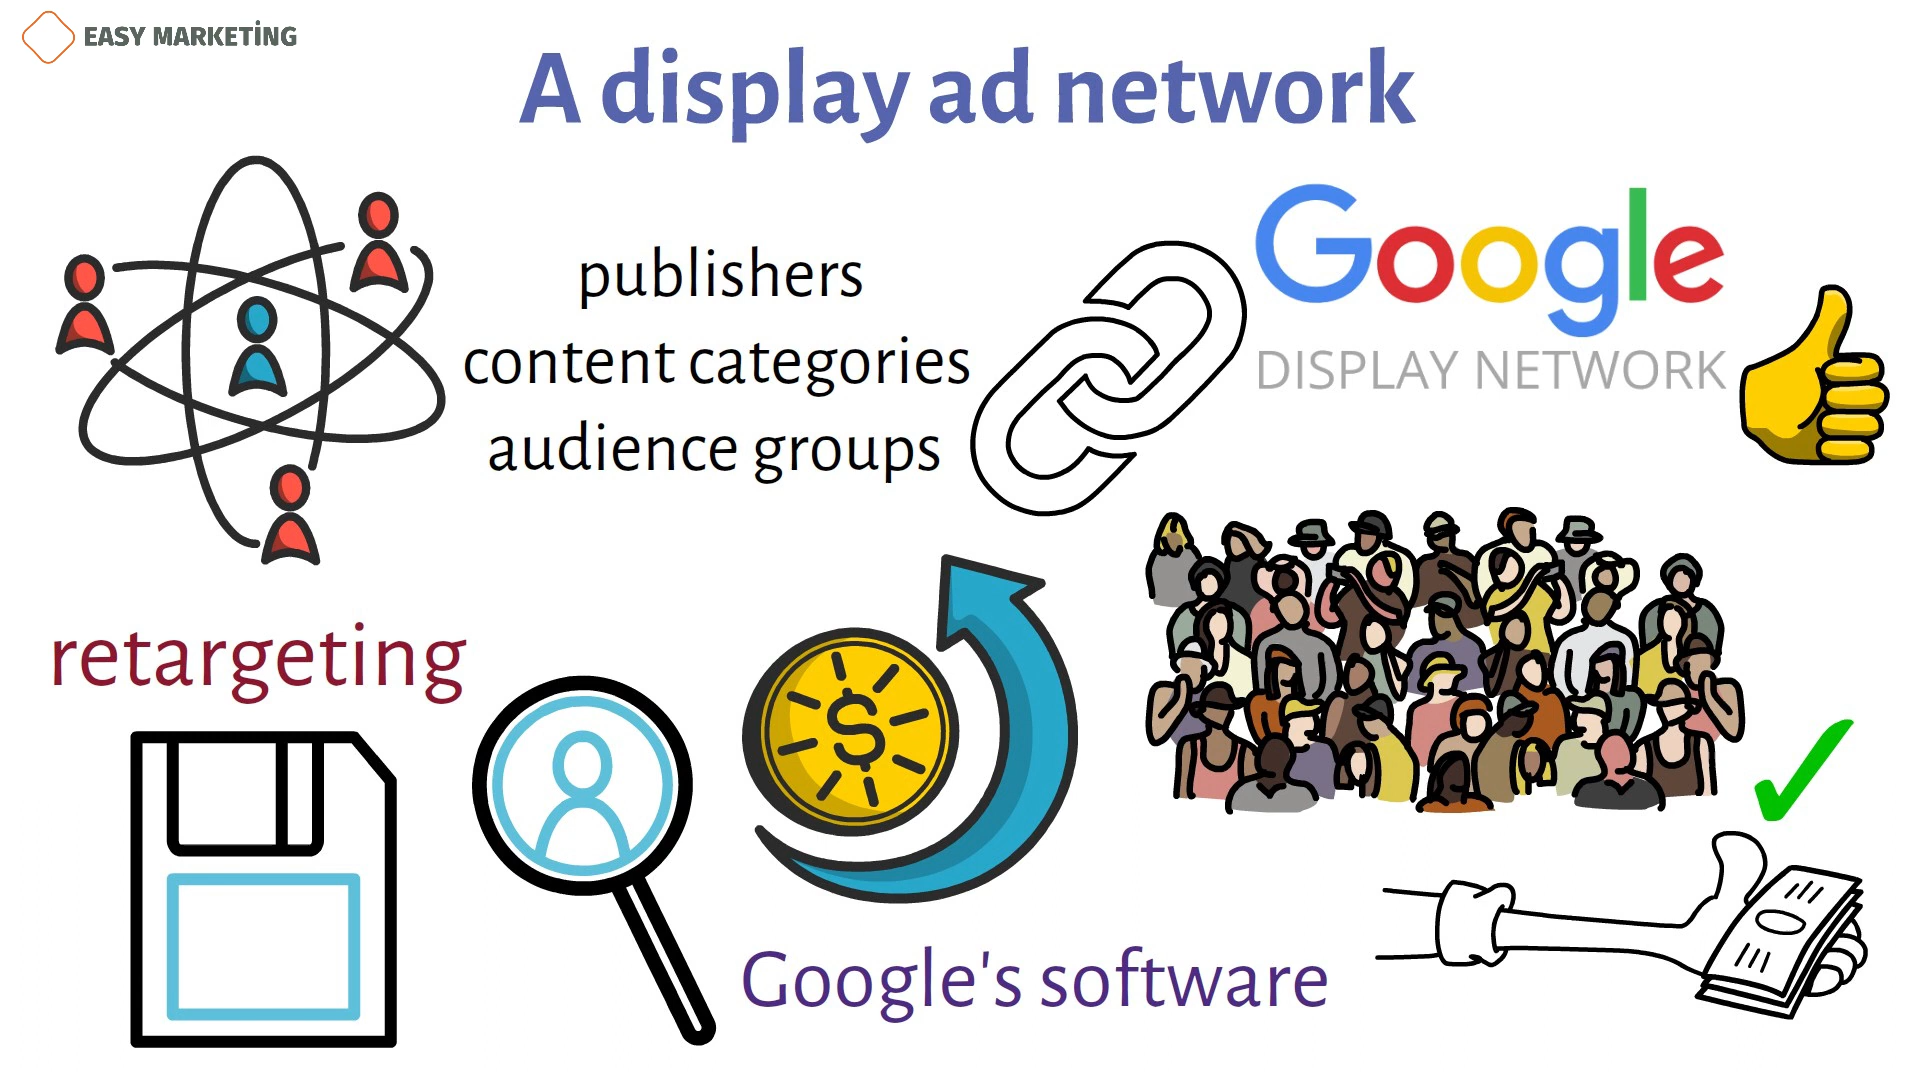 EASY MARKETİNG
A display ad network
publishers
content categories
audience groups
Google
DISPLAY NETWORK
retargeting
$
Google's software